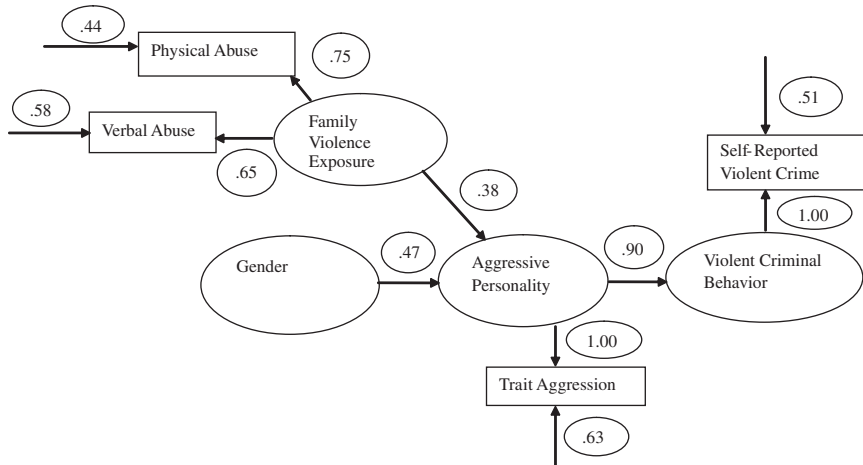 .44
Physical Abuse
.75
.58
Verbal Abuse
.65
Family
Violence
Exposure
.51
Self-Reported
Violent Crime
1.00
.38
Gender
.47
Aggressive
Personality
.90
Violent Criminal
Behavior
1.00
Trait Aggression
.63